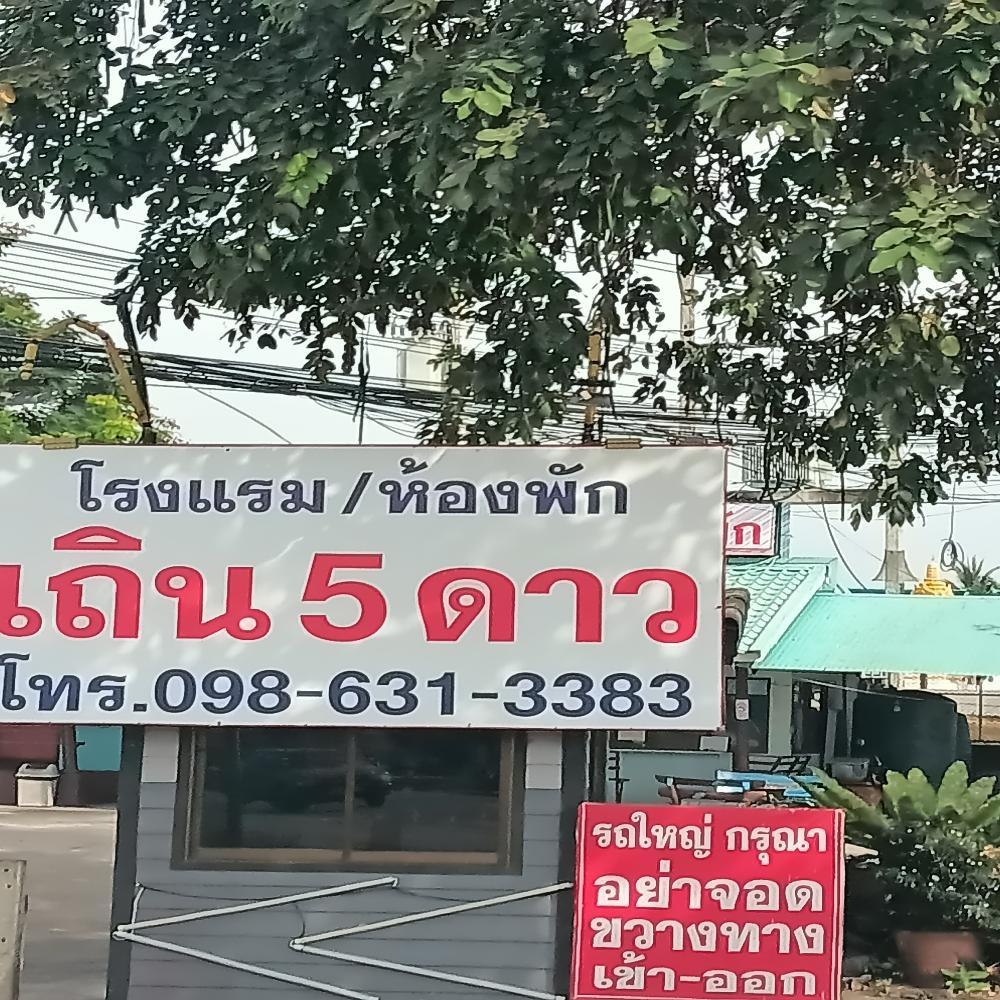 โรงแรม/ห้องพัก
เถิน 5 ดาว
โทร.098-631-3383
รถใหญ่ กรุณา
อย่าจอด
ขวางทาง
เข้า-ออก